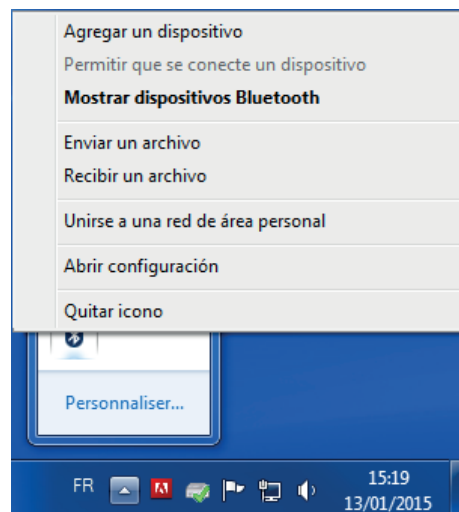 Agregar un dispositivo
Permitir que se conecte un dispositivo
Mostrar dispositivos Bluetooth
Enviar un archivo
Recibir un archivo
Unirse a una red de área personal
Abrir configuración
Quitar icono
Personnaliser...
FR
15:19
13/01/2015